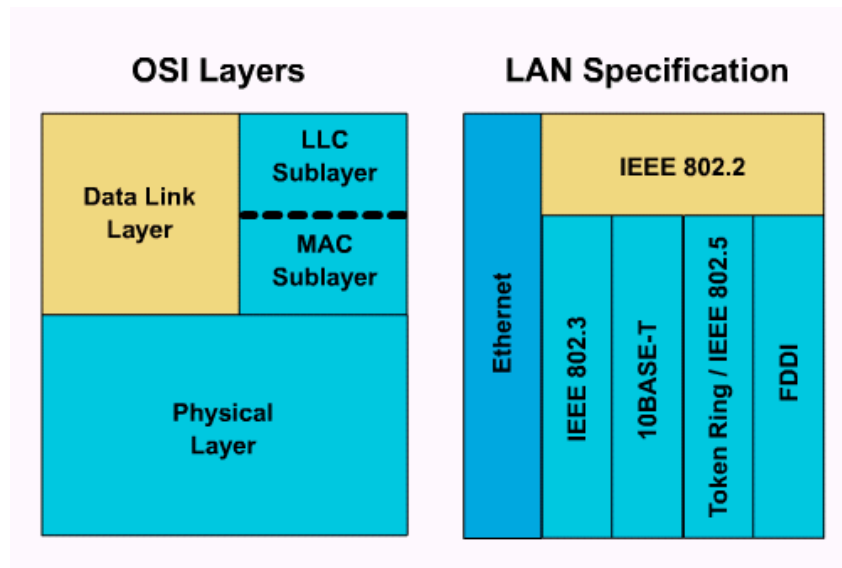 OSI Layers
LAN Specification
Data Link
Layer
LLC
Sublayer
MAC
Sublayer
Physical
Layer
Ethernet
IEEE 802.2
IEEE 802.3
10BASE-T
Token Ring / IEEE 802.5
FDDI